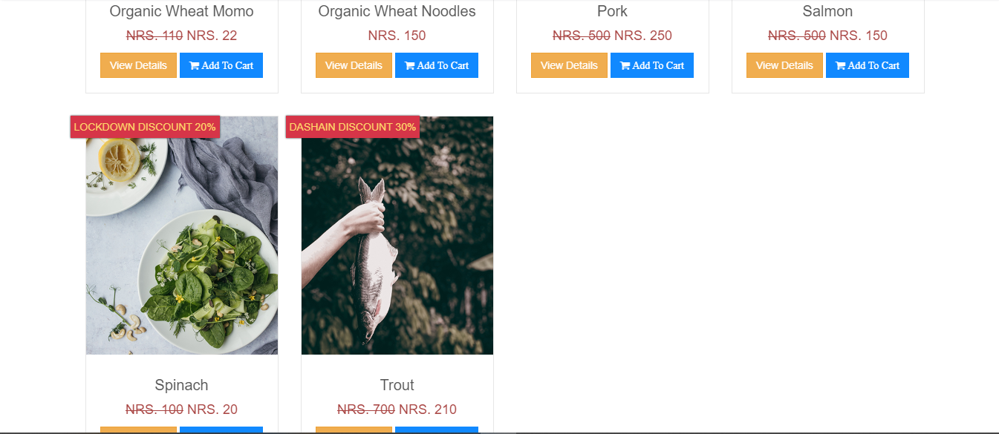 Organic Wheat Momo
NRS. 110 NRS. 22
View Details Add To Cart
Organic Wheat Noodles
NRS. 150
View Details Add To Cart
Pork
NRS. 500 NRS. 250
View Details Add To Cart
Salmon
NRS. 500 NRS. 150
View Details Add To Cart
LOCKDOWN DISCOUNT 20%
Spinach
NRS. 100 NRS. 20
DASHAIN DISCOUNT 30%
Trout
NRS. 700 NRS. 210